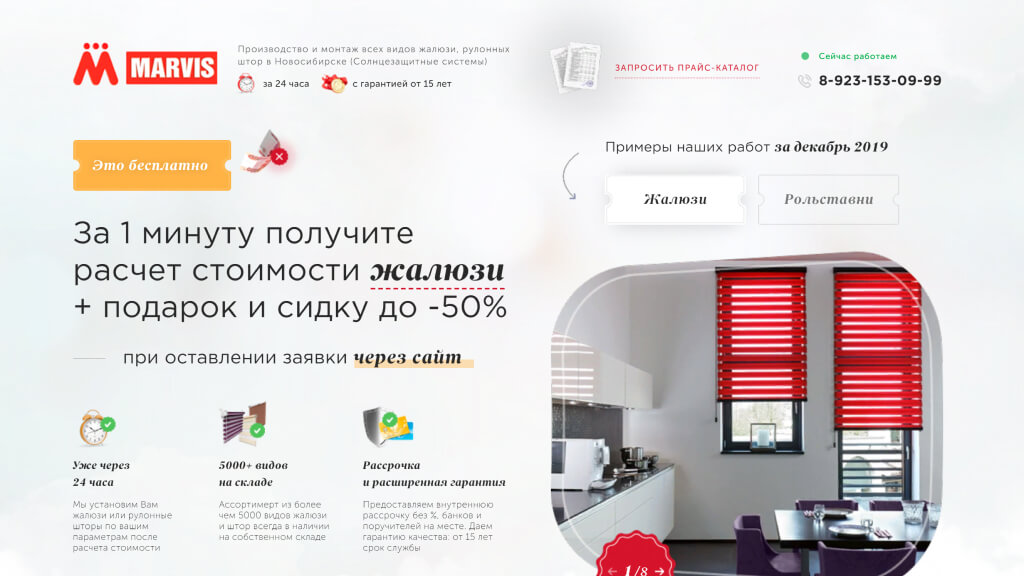 MARVIS
Производство и монтаж всех видов жалюзи, рулонных
штор в Новосибирске (Солнцезащитные системы)
за 24 часа
с гарантией от 15 лет
ЗАПРОСИТЬ ПРАЙС-КАТАЛОГ
Сейчас работаем
8-923-153-09-99
Это бесплатно
За 1 минуту получите
расчет стоимости жалюзи
+ подарок и сидку до -50%
при оставлении заявки через сайт
Уже через
24 часа
Мы установим Вам
жалюзи или рулонные
шторы по вашим
параметрам после
расчета стоимости
5000+ видов
на складе
Ассортимерт из более
чем 5000 видов жалюзи
и штор всегда в наличии
на собственном складе
Рассрочка
и расширенная гарантия
Предоставляем внутреннюю
рассрочку без %, банков и
поручителей на месте. Даем
гарантию качества: от 15 лет
срок службы
Примеры наших работ за декабрь 2019
Жалюзи
Рольставни
← 1/8 →